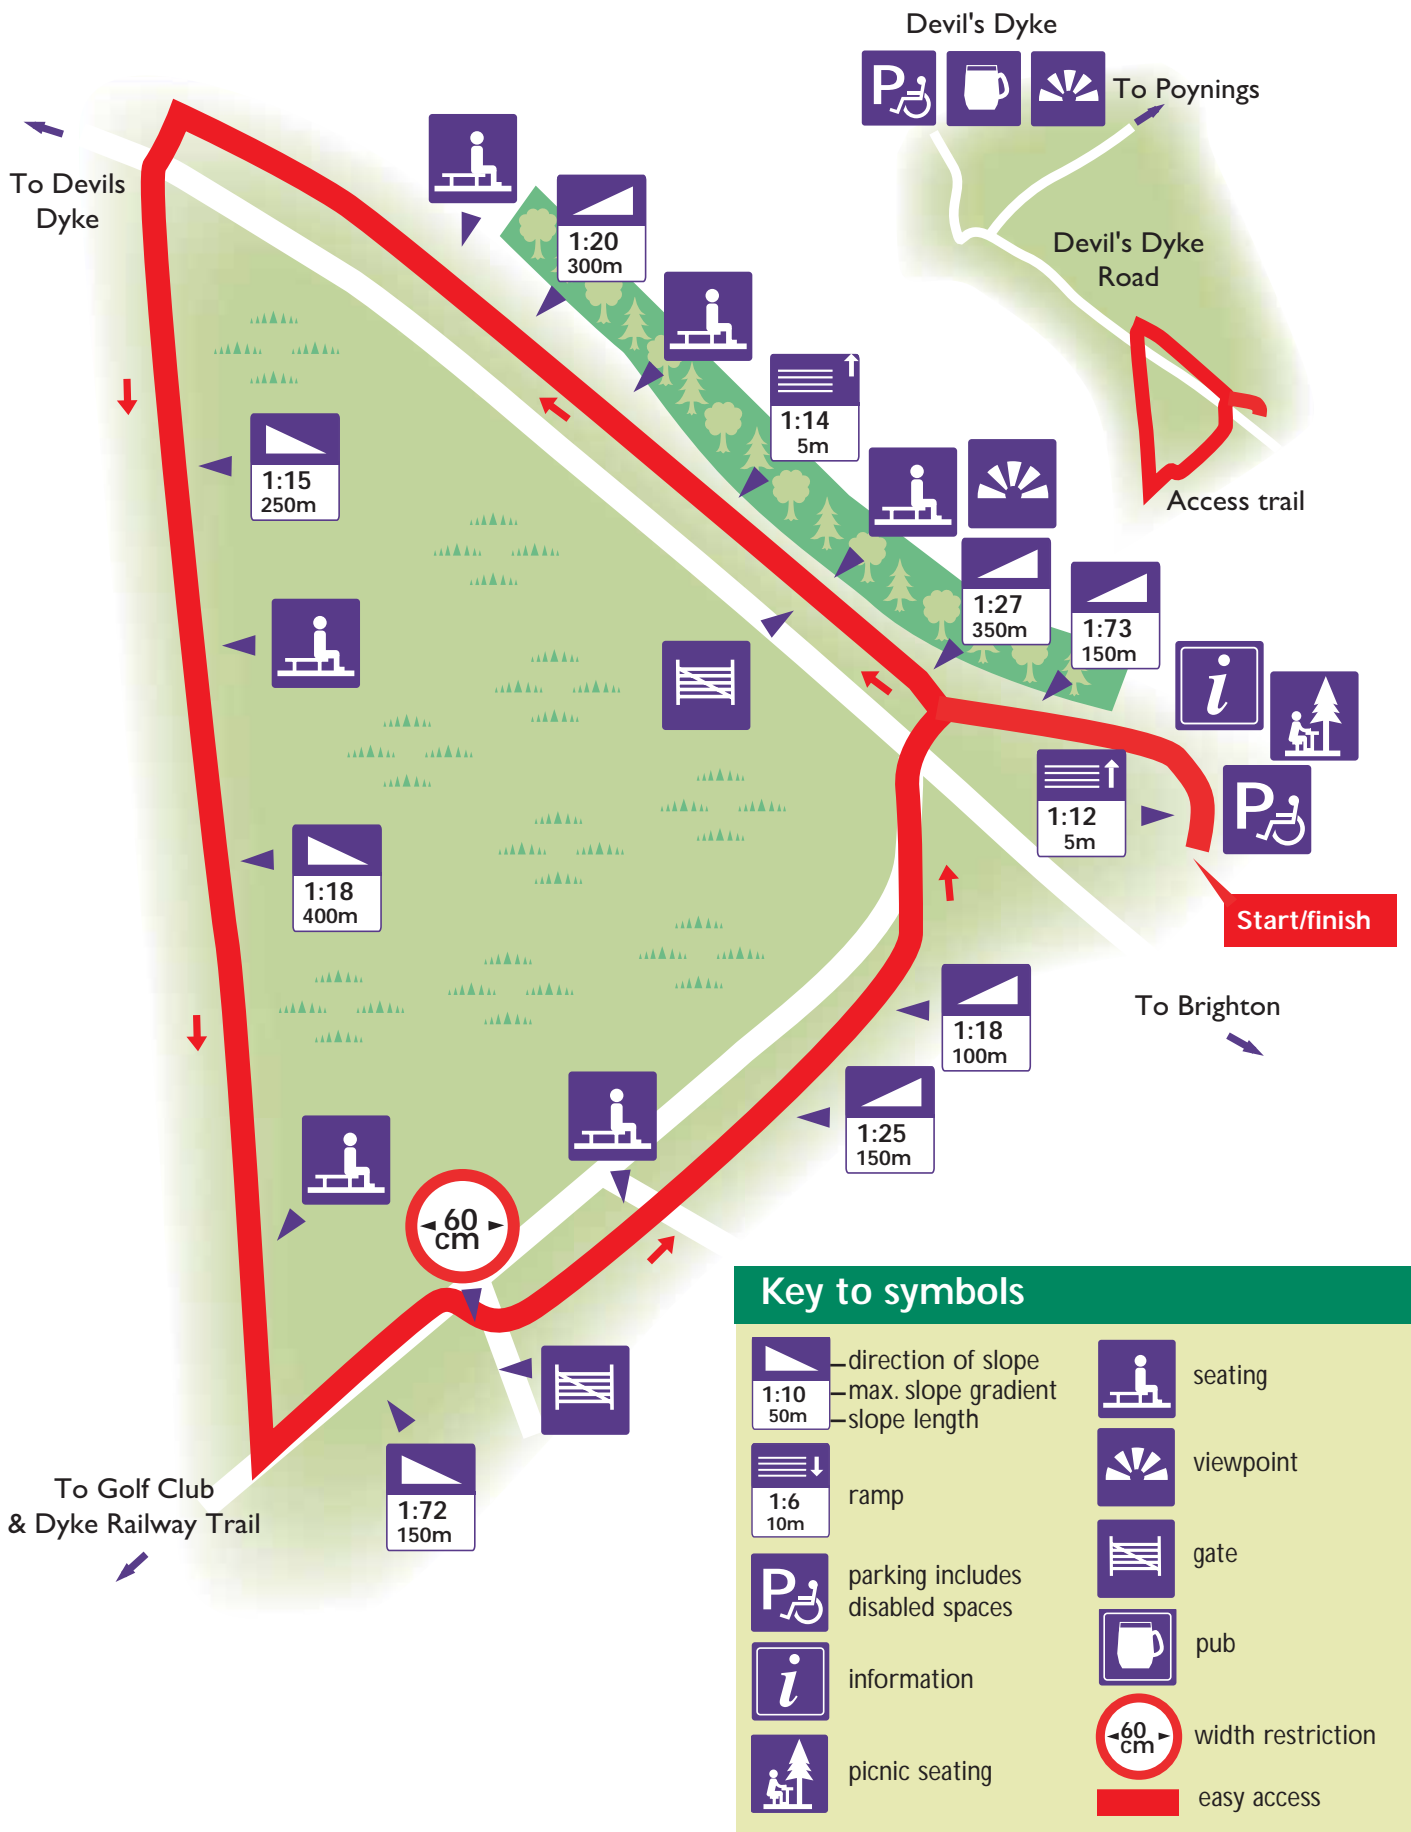 Devil's Dyke
P
To Poynings
Devil's Dyke
Road
Access trail
To Devils
Dyke
1:20
300m
1:14
5m
1:15
250m
1:27
350m
1:73
150m
i
P
1:12
5m
Start/finish
1:18
400m
To Brighton
1:18
100m
1:25
150m
60
cm
1:72
150m
To Golf Club
& Dyke Railway Trail
Key to symbols
1:10
50m
direction of slope
max. slope gradient
slope length
1:6
10m
ramp
P
parking includes
disabled spaces
i
information
picnic seating
seating
viewpoint
gate
pub
60
cm
width restriction
easy access